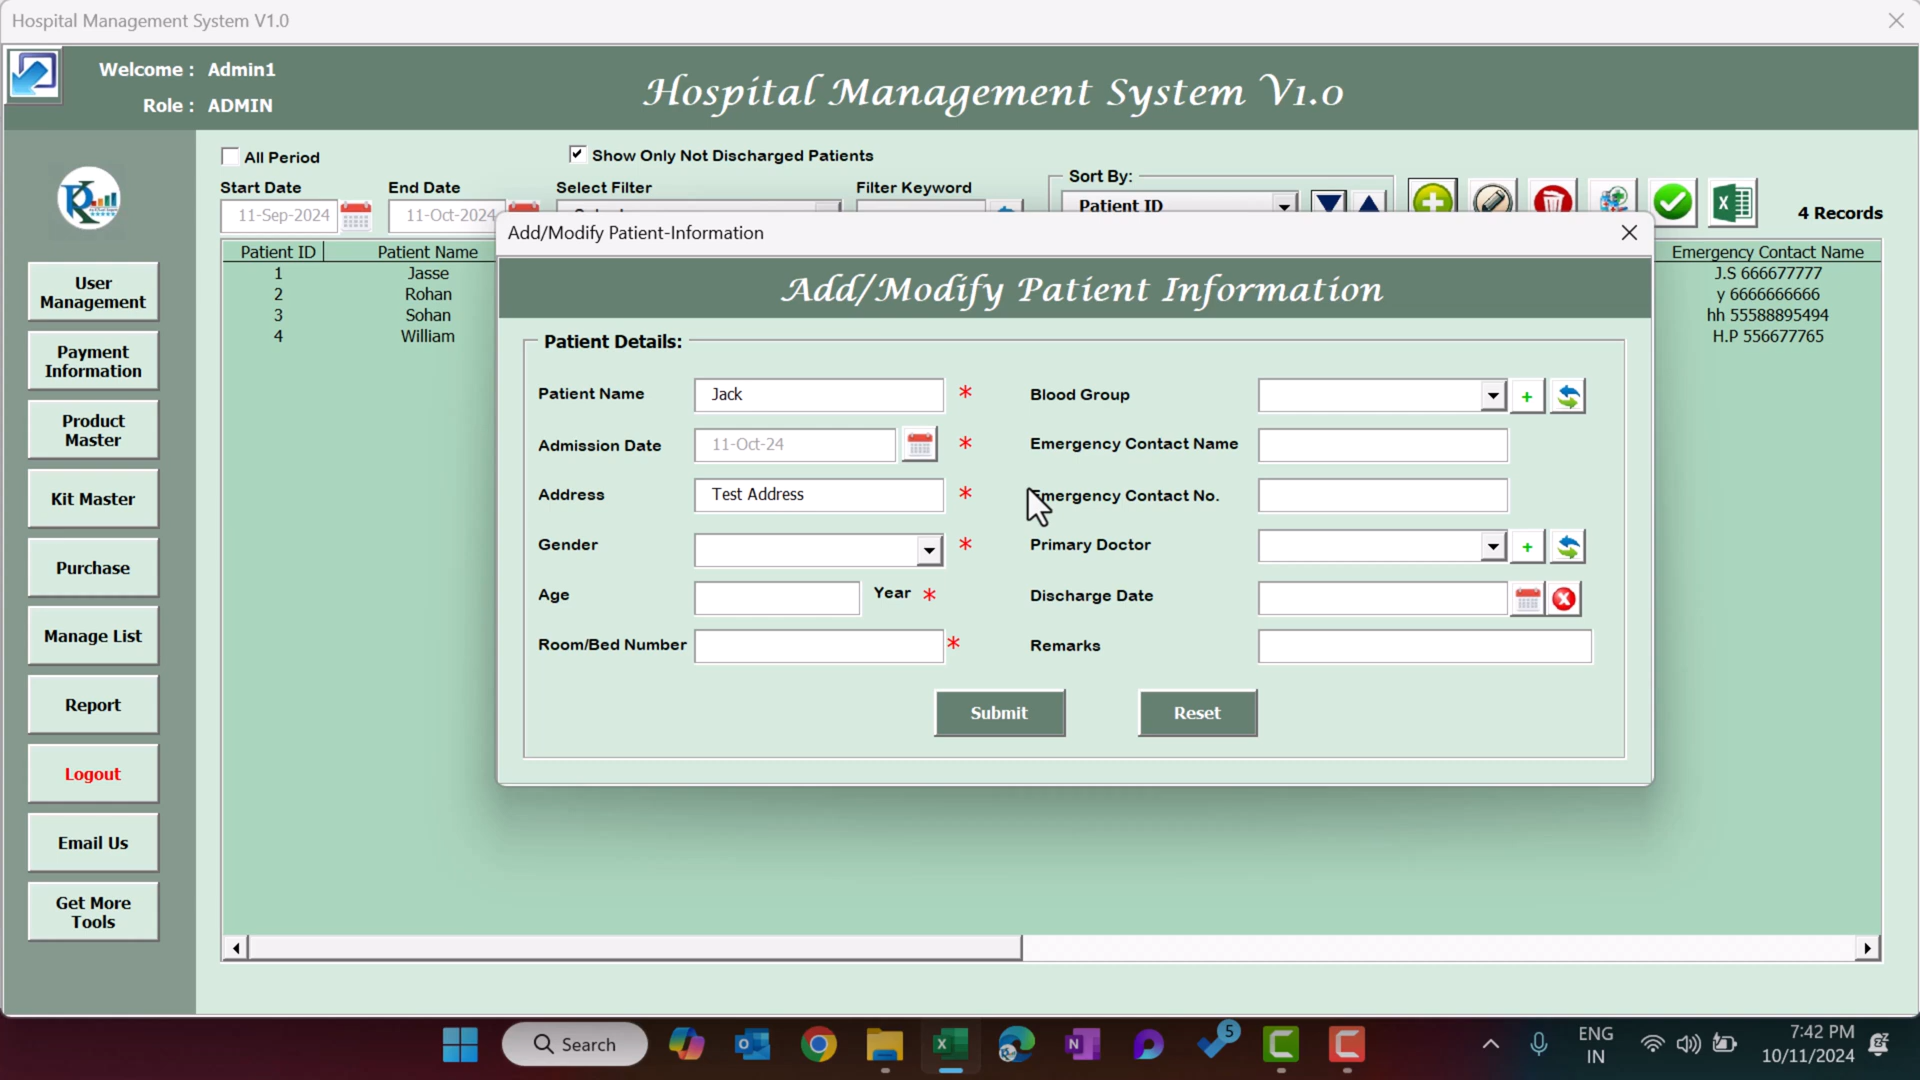 Hospital Management System V1.0
Welcome : Admin1
Role : ADMIN
Hospital Management System V1.0
All Period
Show Only Not Discharged Patients
Start Date
End Date
Select Filter
Filter Keyword
Sort By:
11-Sep-2024
11-Oct-2024
Patient ID
4 Records
Patient ID
Patient Name
Emergency Contact Name
1 Jasse J.S 666677777
2 Rohan y 6666666666
3 Sohan hh 55588895494
4 William H.P 556677765
User Management
Payment Information
Product Master
Kit Master
Purchase
Manage List
Report
Logout
Email Us
Get More Tools
Add/Modify Patient-Information
Add/Modify Patient Information
Patient Details:
Patient Name Jack *
Blood Group
Admission Date 11-Oct-24 *
Emergency Contact Name
Address Test Address *
Emergency Contact No.
Gender *
Primary Doctor
Age Year *
Discharge Date
Room/Bed Number *
Remarks
Submit
Reset
Search
5
ENG
IN
7:42 PM
10/11/2024